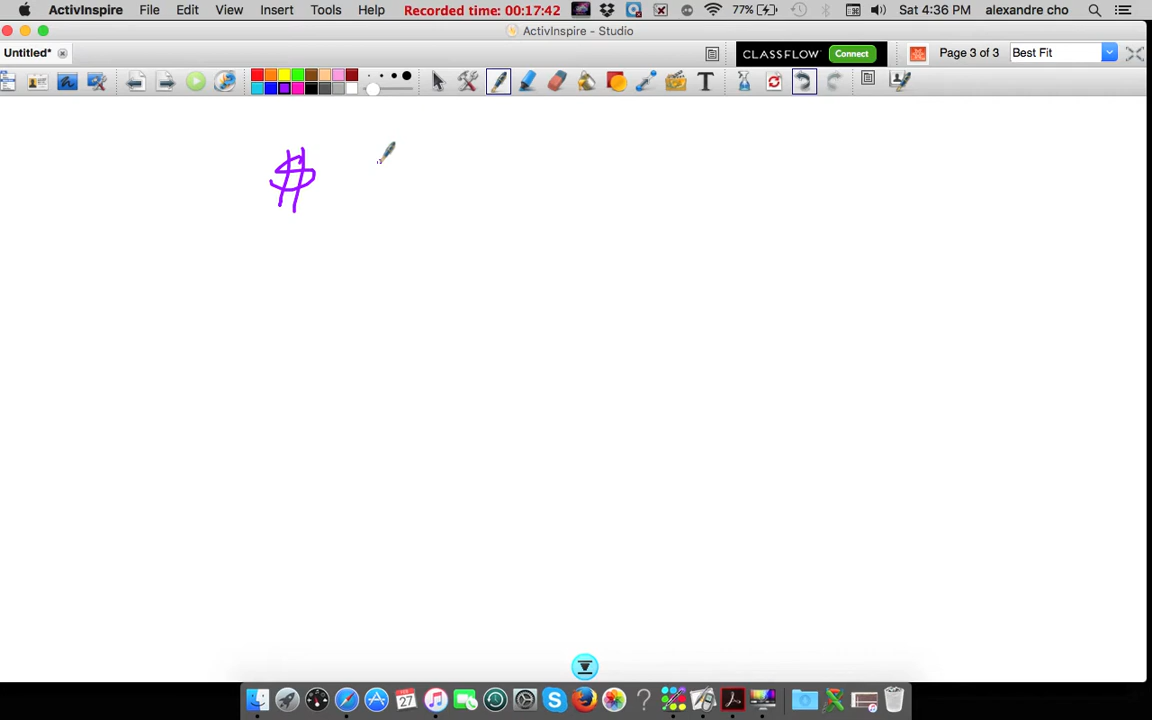 ActivInspire File Edit View Insert Tools Help Recorded time: 00:17:42 77% Sat 4:36 PM alexandre cho
ActivInspire - Studio
Untitled* CLASSFLOW Connect Page 3 of 3 Best Fit
T
$
27 ?